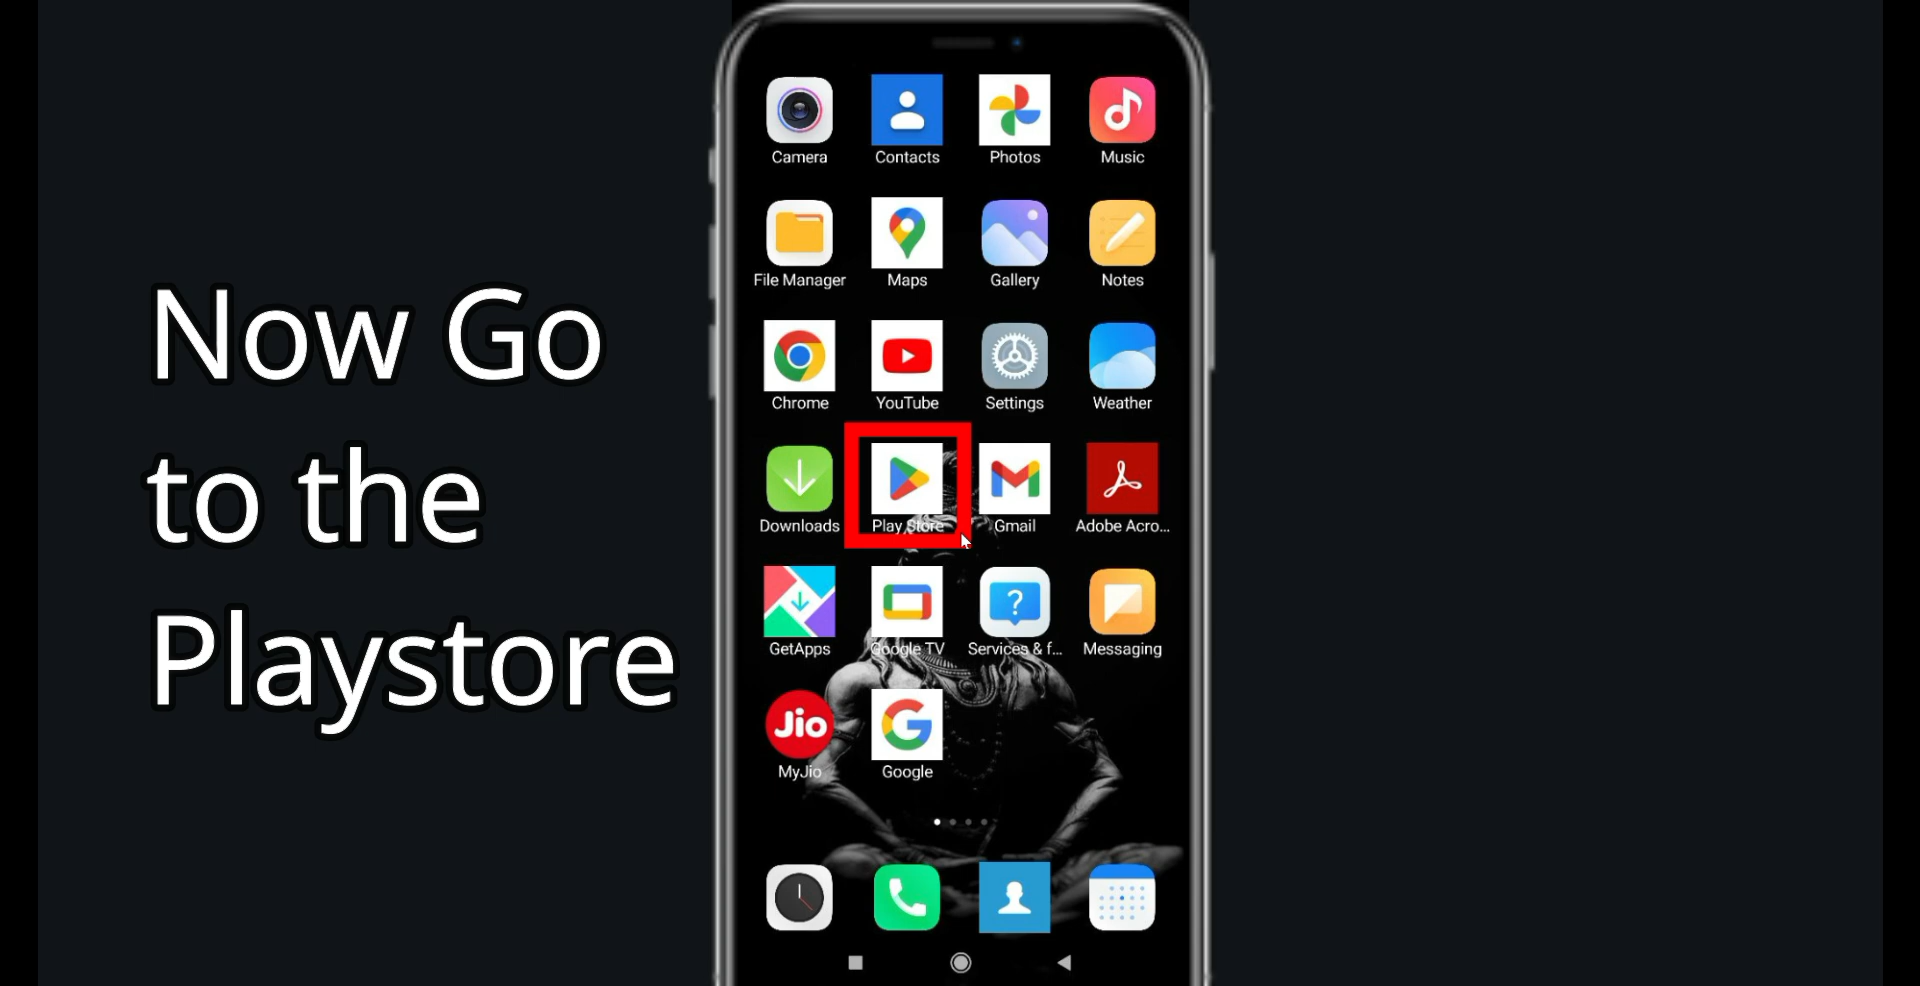 Now Go
to the
Playstore
Camera
Contacts
Photos
Music
File Manager
Maps
Gallery
Notes
Chrome
YouTube
Settings
Weather
Downloads
Play Store
Gmail
Adobe Acro...
GetApps
Google TV
Services & f...
Messaging
Jio
MyJio
Google